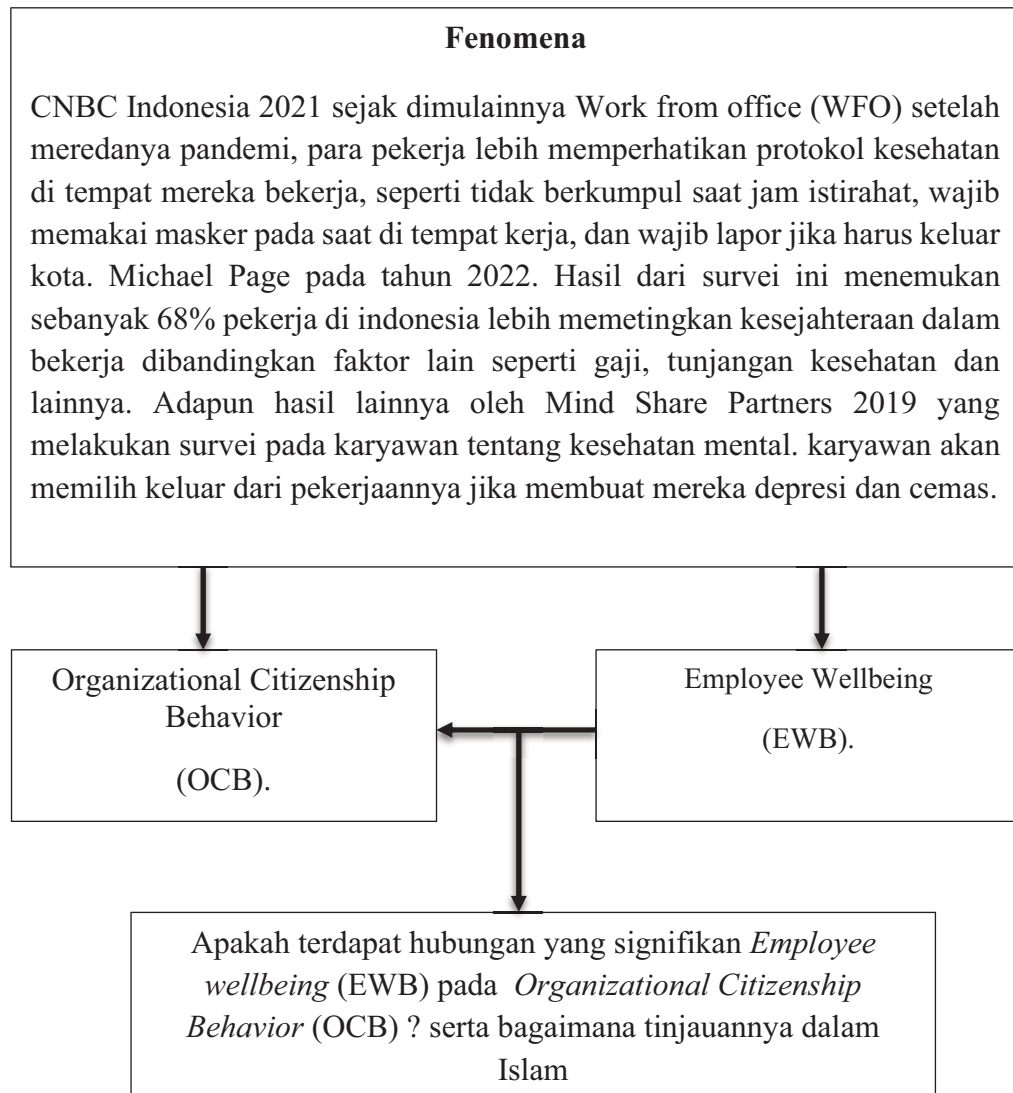 Fenomena
CNBC Indonesia 2021 sejak dimulainnya Work from office (WFO) setelah
meredanya pandemi, para pekerja lebih memperhatikan protokol kesehatan
di tempat mereka bekerja, seperti tidak berkumpul saat jam istirahat, wajib
memakai masker pada saat di tempat kerja, dan wajib lapor jika harus keluar
kota. Michael Page pada tahun 2022. Hasil dari survei ini menemukan
sebanyak 68% pekerja di indonesia lebih memetingkan kesejahteraan dalam
bekerja dibandingkan faktor lain seperti gaji, tunjangan kesehatan dan
lainnya. Adapun hasil lainnya oleh Mind Share Partners 2019 yang
melakukan survei pada karyawan tentang kesehatan mental. karyawan akan
memilih keluar dari pekerjaannya jika membuat mereka depresi dan cemas.
Organizational Citizenship
Behavior
(OCB).
Employee Wellbeing
(EWB).
Apakah terdapat hubungan yang signifikan Employee
wellbeing (EWB) pada Organizational Citizenship
Behavior (OCB) ? serta bagaimana tinjauannya dalam
Islam